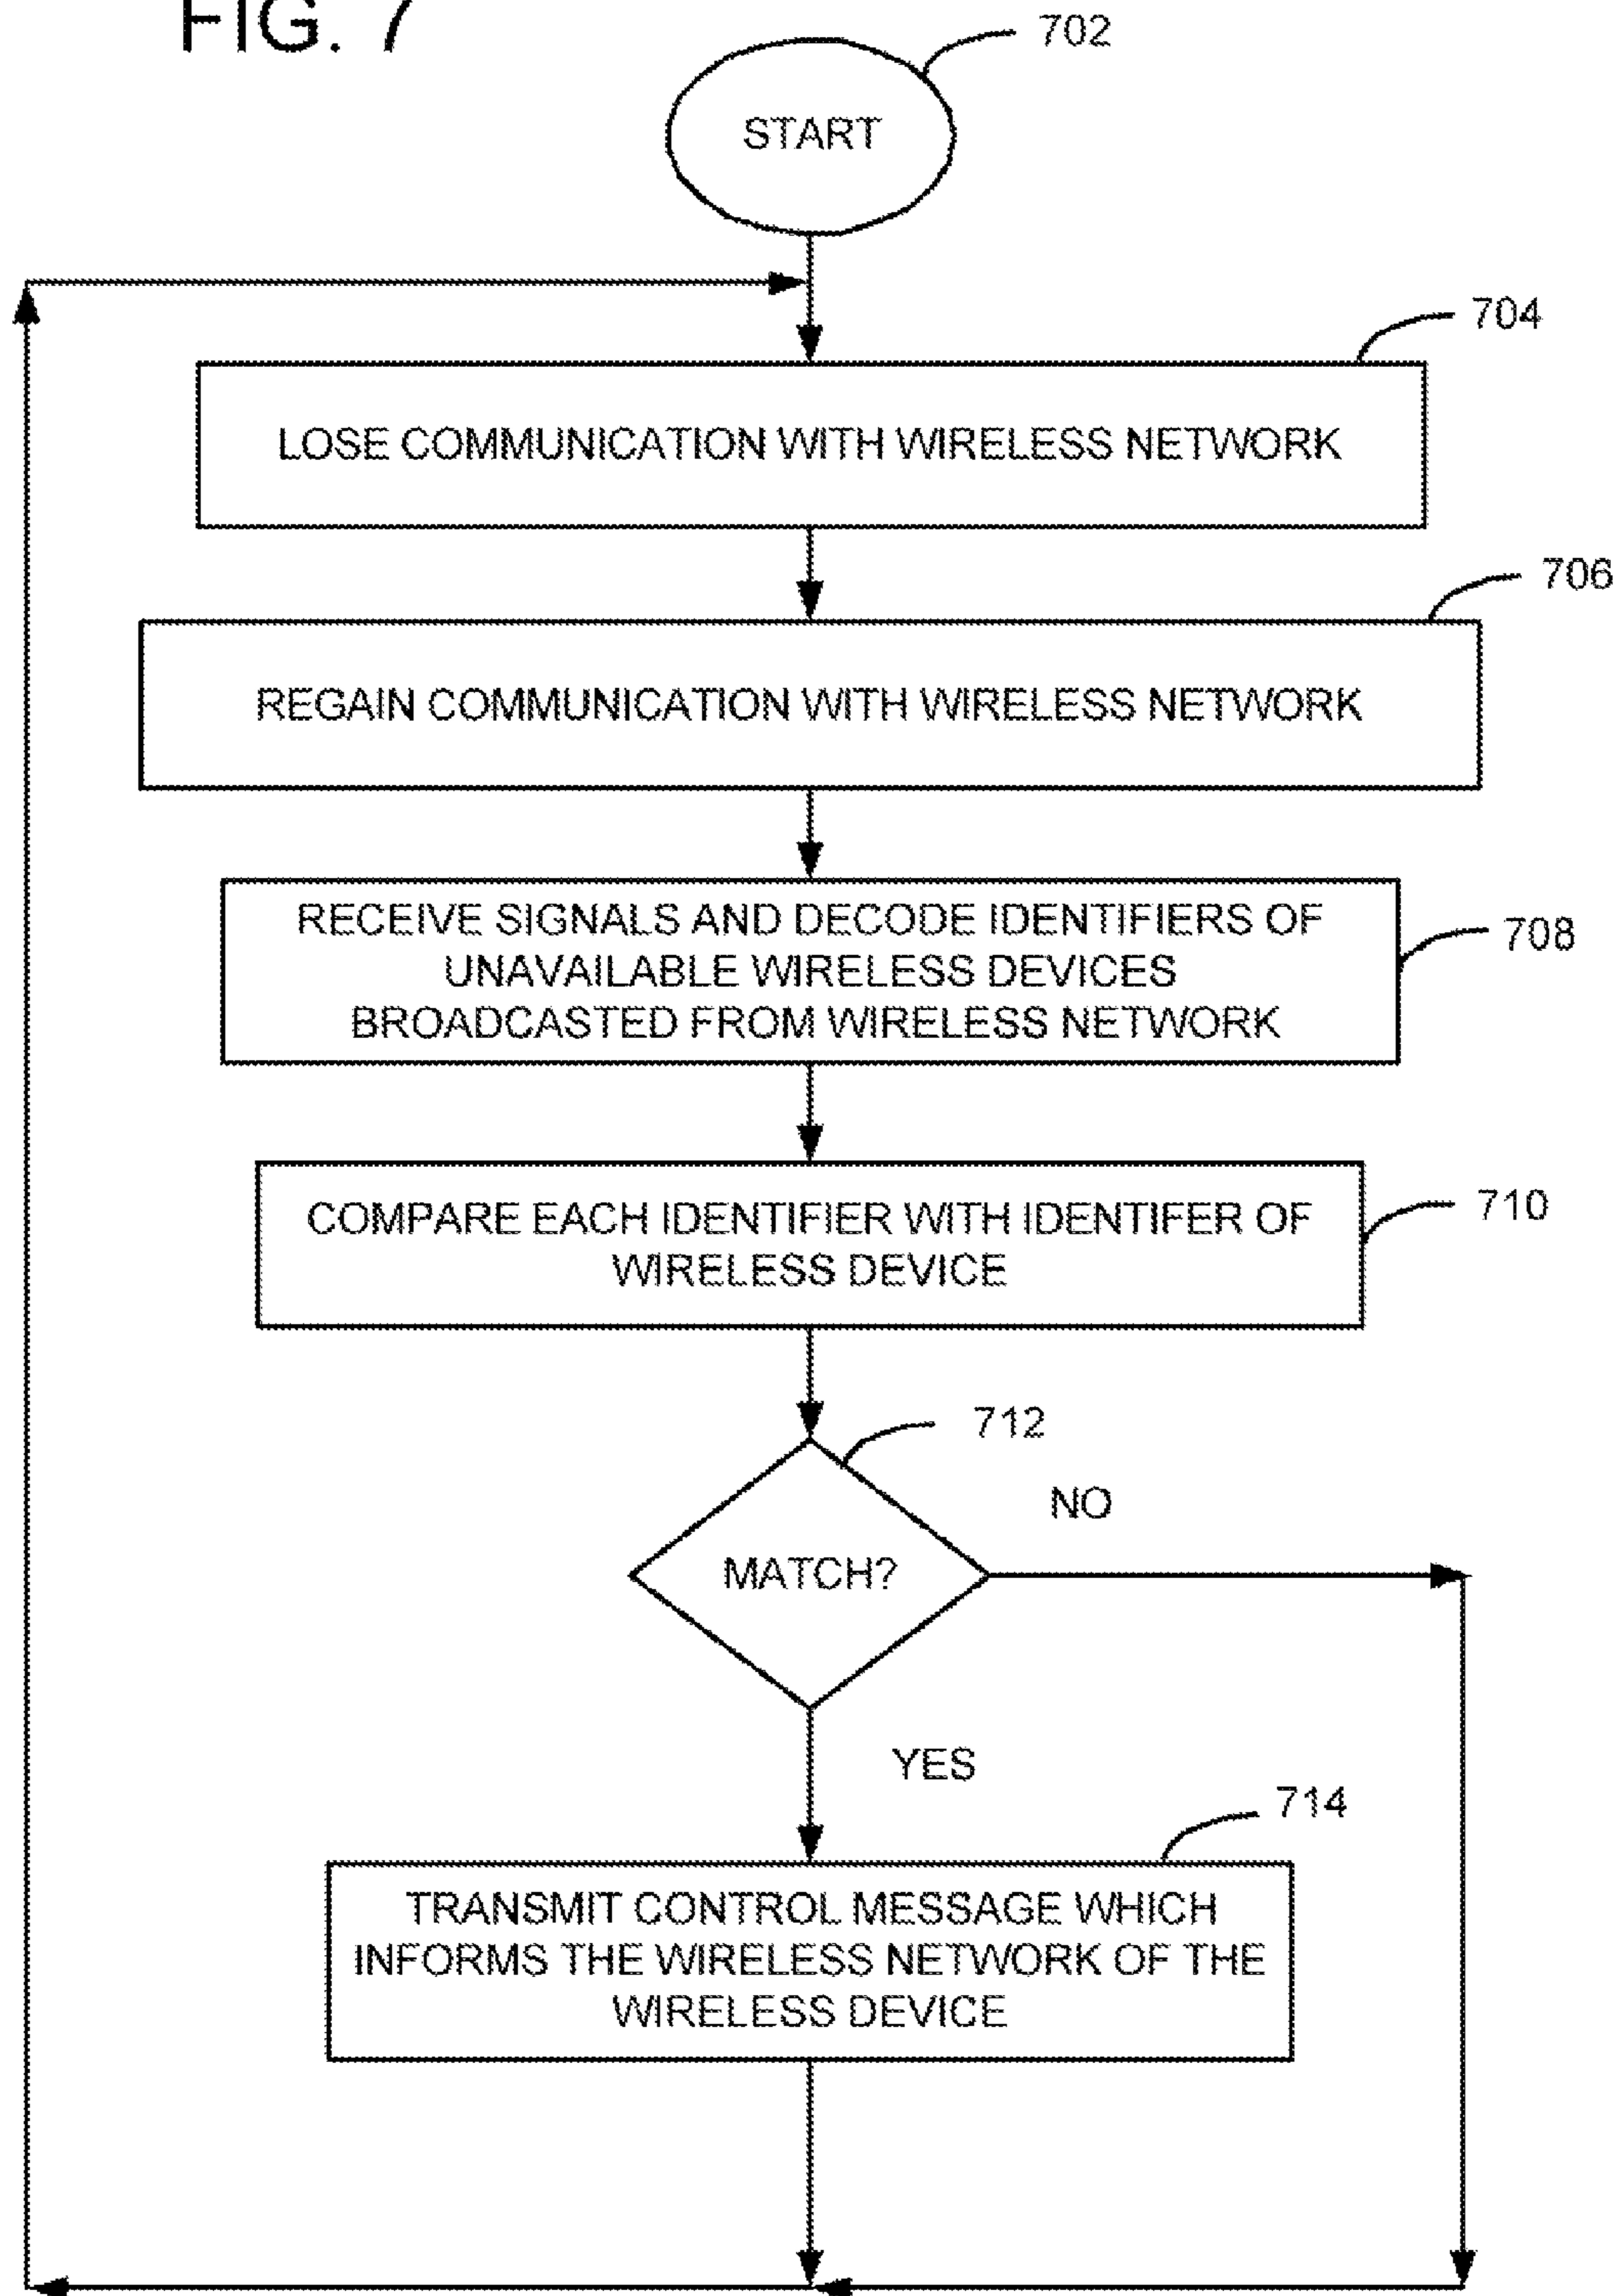 FIG. 7
702
START
704
LOSE COMMUNICATION WITH WIRELESS NETWORK
706
REGAIN COMMUNICATION WITH WIRELESS NETWORK
RECEIVE SIGNALS AND DECODE IDENTIFIERS OF
UNAVAILABLE WIRELESS DEVICES
BROADCASTED FROM WIRELESS NETWORK
708
COMPARE EACH IDENTIFIER WITH IDENTIFER OF
WIRELESS DEVICE
710
712
NO
MATCH?
YES
714
TRANSMIT CONTROL MESSAGE WHICH
INFORMS THE WIRELESS NETWORK OF THE
WIRELESS DEVICE